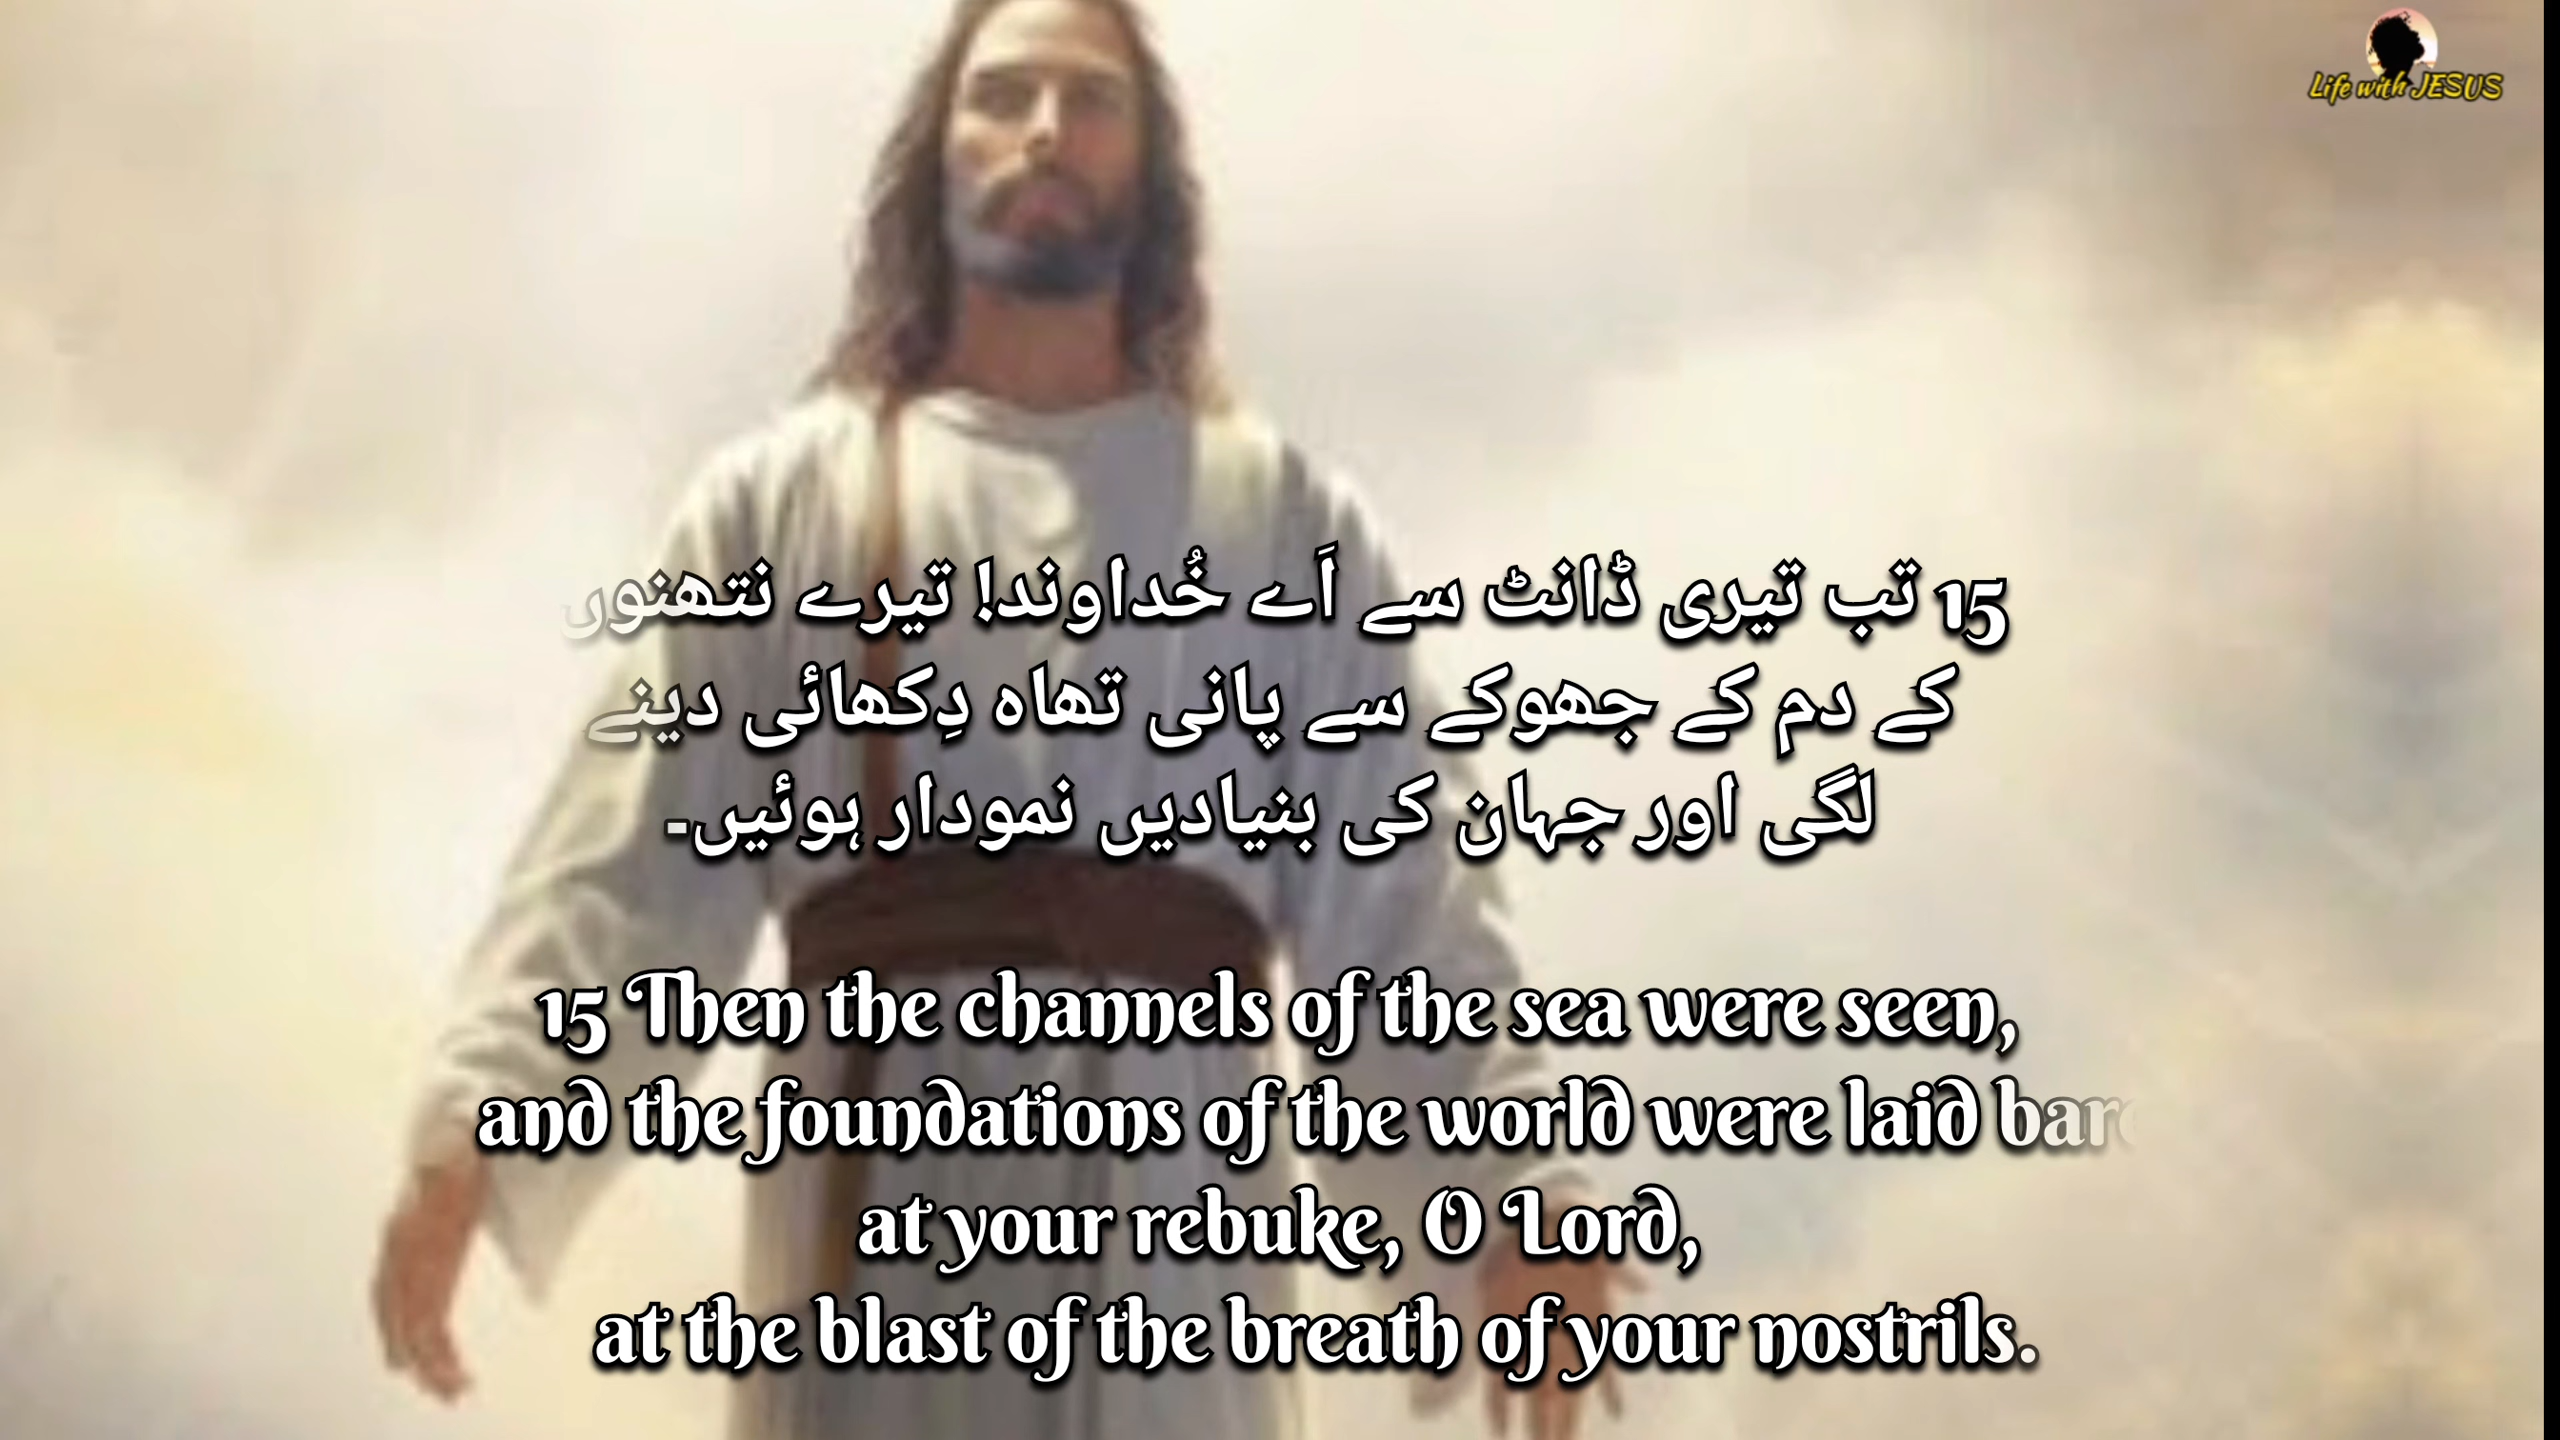 Life with JESUS
15 تب تیری ڈانٹ سے اَے خُداوند! تیرے نتھنوں
کے دم کے جھوکے سے پانی تھاہ دِکھائی دینے
لگی اور جہان کی بنیادیں نمودار ہوئیں۔
15 Then the channels of the sea were seen,
and the foundations of the world were laid bare
at your rebuke, O Lord,
at the blast of the breath of your nostrils.